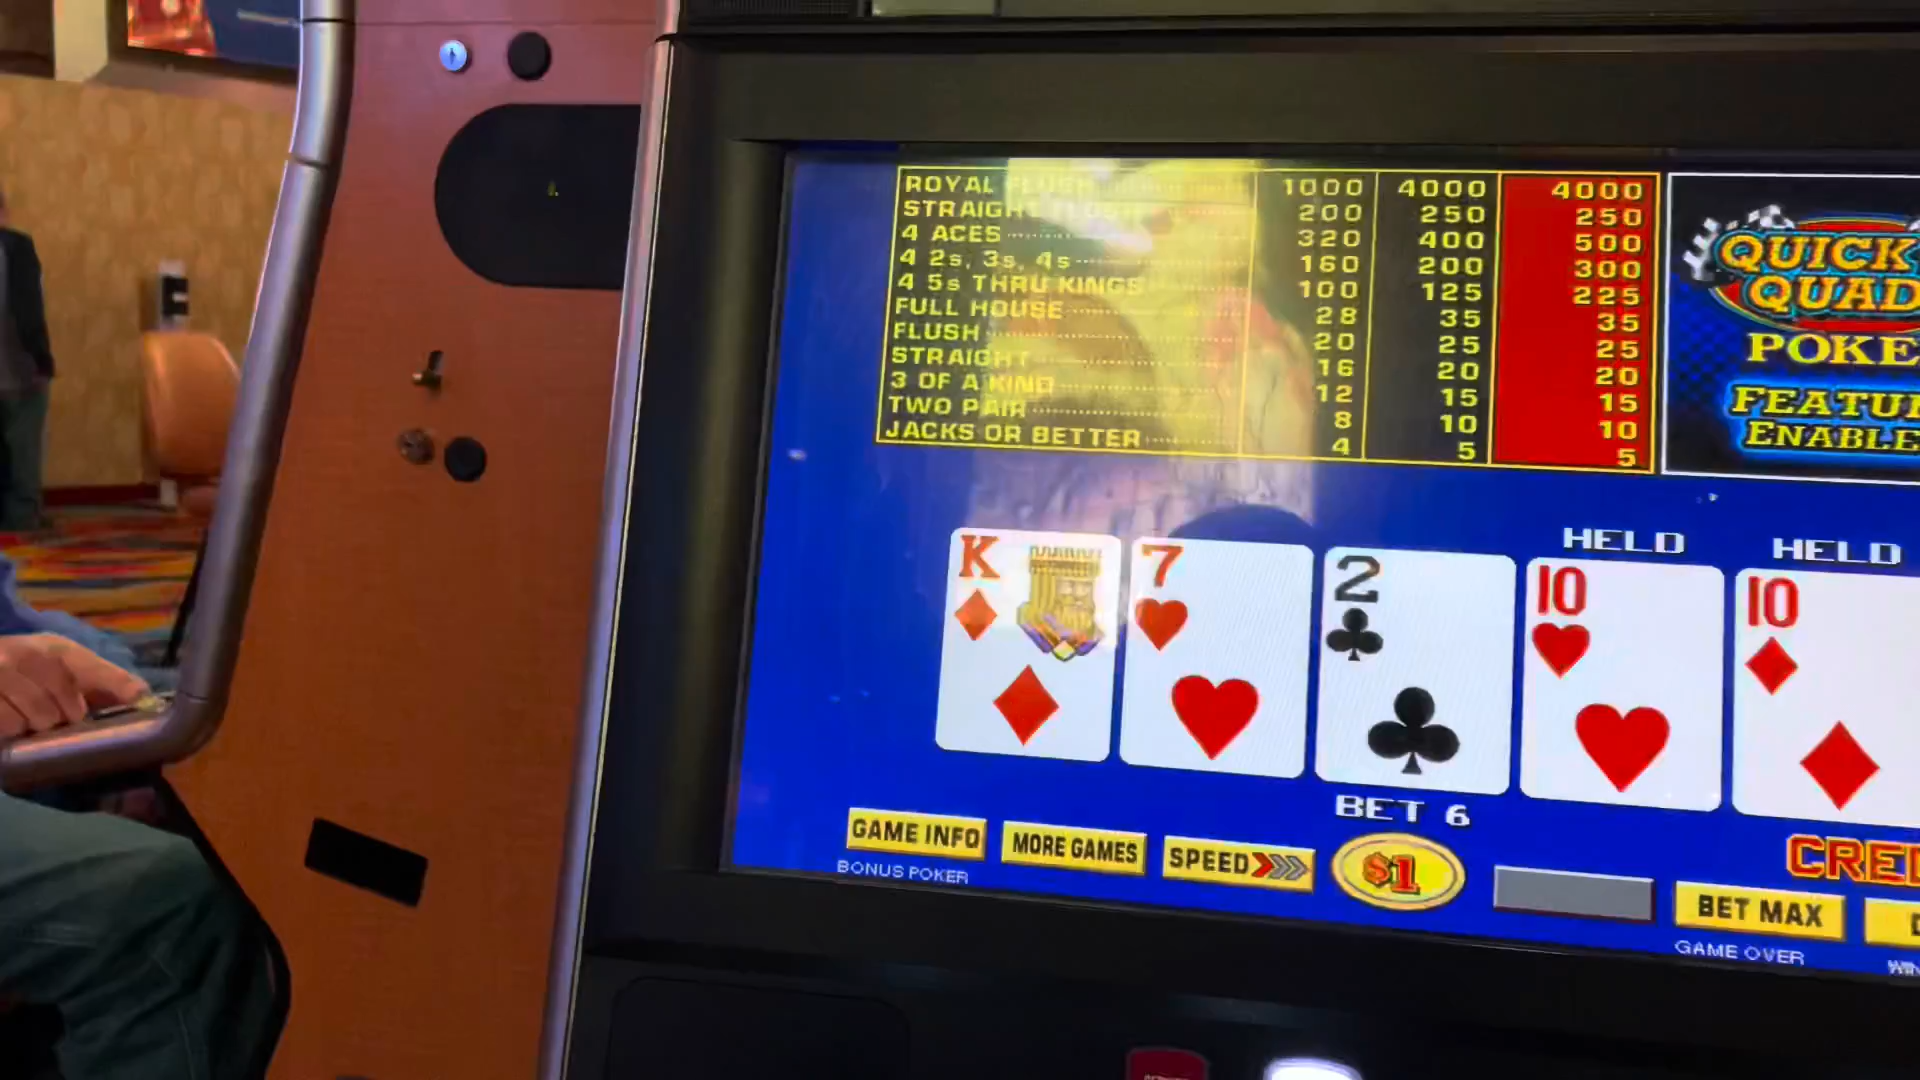 ROYAL FLUSH 1000 4000 4000
STRAIGHT FLUSH 200 250 250
4 ACES 320 400 500
4 2s, 3s, 4s 160 200 300
4 5s THRU KINGS 100 125 225
FULL HOUSE 28 35 35
FLUSH 20 25 25
STRAIGHT 16 20 20
3 OF A KIND 12 15 15
TWO PAIR 8 10 10
JACKS OR BETTER 4 5 5
QUICK
QUAD
POKE
FEATU
ENABLE
HELD HELD
K 7 2 10 10
BET 6
GAME INFO MORE GAMES SPEED $1 CRE
BONUS POKER
BET MAX
GAME OVER